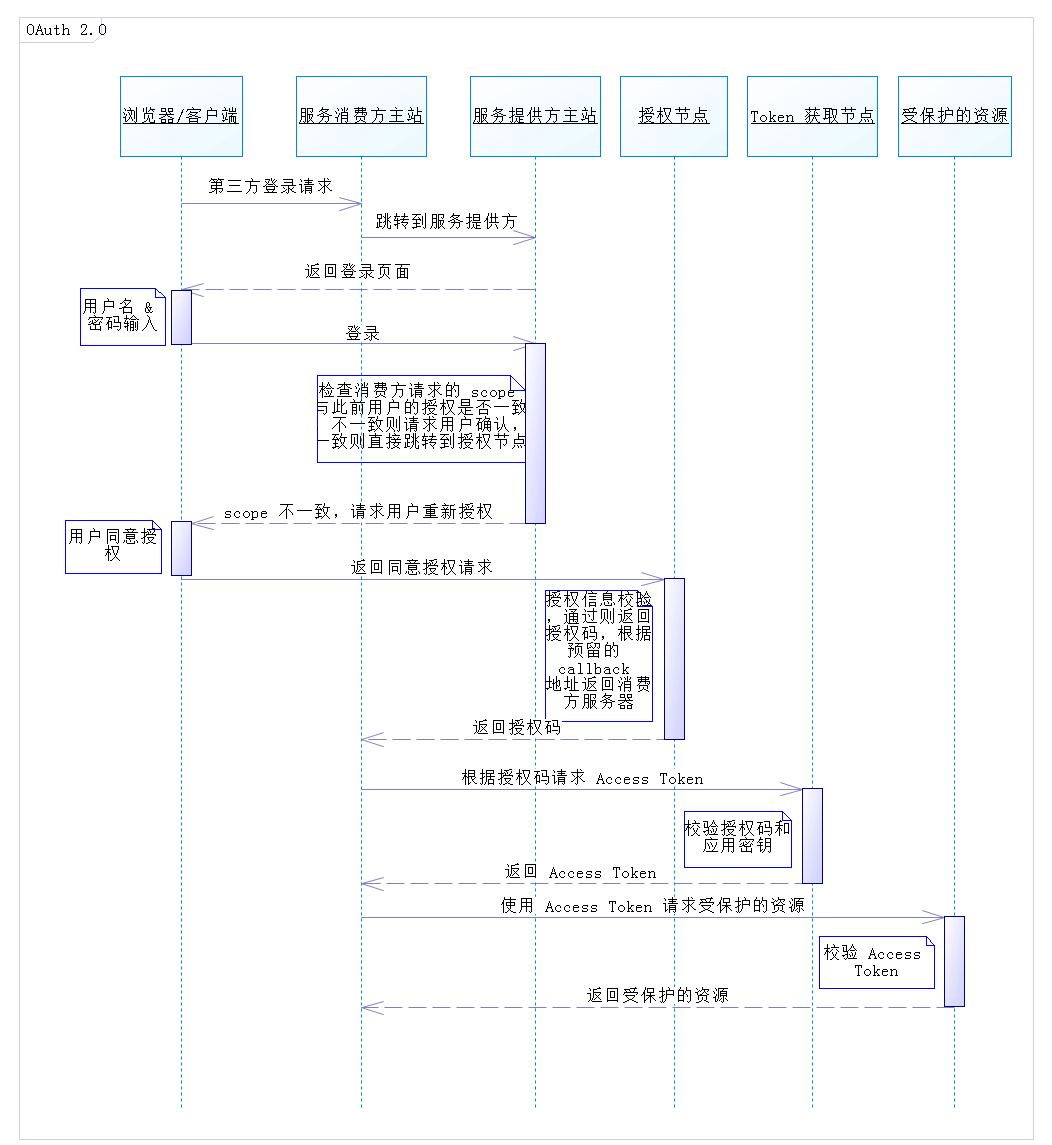 OAuth 2.0
浏览器/客户端
服务消费方主站
服务提供方主站
授权节点
Token 获取节点
受保护的资源
第三方登录请求
跳转到服务提供方
返回登录页面
用户名 &
密码输入
登录
检查消费方请求的 scope
与此前用户的授权是否一致
不一致则请求用户确认，
一致则直接跳转到授权节点
scope 不一致，请求用户重新授权
用户同意授
权
返回同意授权请求
授权信息校验
，通过则返回
授权码，根据
预留的
callback
地址返回消费
方服务器
返回授权码
根据授权码请求 Access Token
校验授权码和
应用密钥
返回 Access Token
使用 Access Token 请求受保护的资源
校验 Access
Token
返回受保护的资源